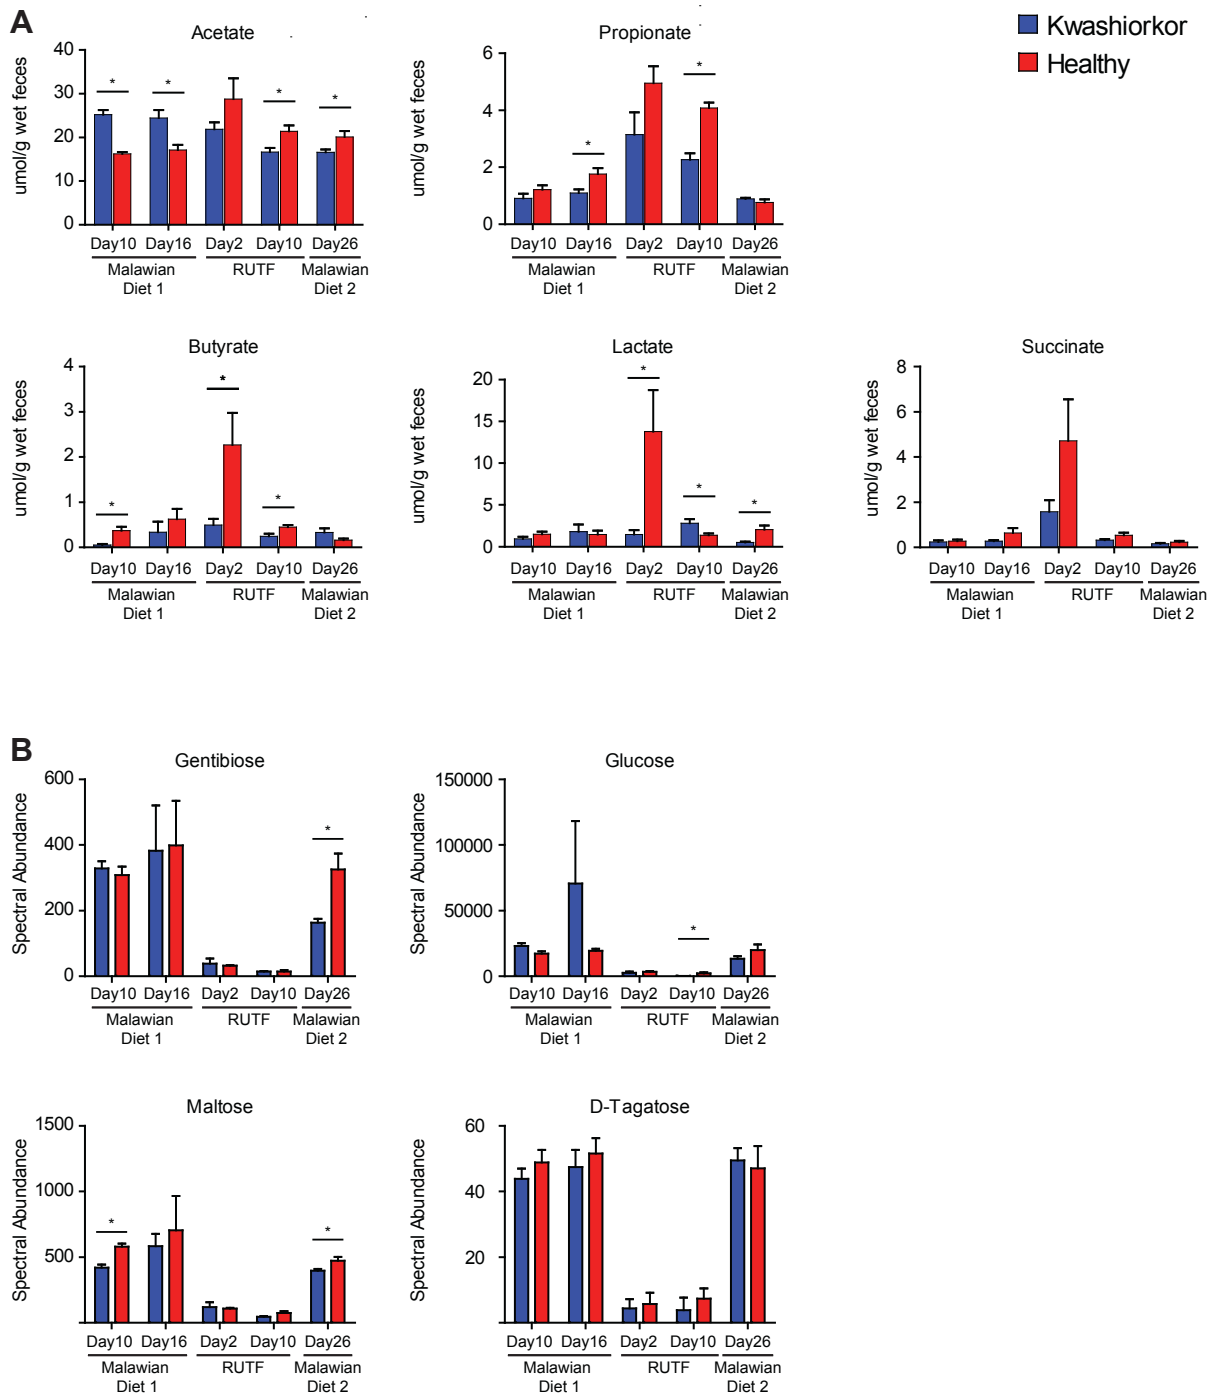 A
Kwashiorkor
Healthy
Acetate
umol/g wet feces
40
30
20
10
0
*
*
*
*
Day10 Day16 Day2 Day10 Day26
Malawian Diet 1
RUTF
Malawian Diet 2
Propionate
umol/g wet feces
6
4
2
0
*
*
Day10 Day16 Day2 Day10 Day26
Malawian Diet 1
RUTF
Malawian Diet 2
Butyrate
umol/g wet feces
4
3
2
1
0
*
*
*
Day10 Day16 Day2 Day10 Day26
Malawian Diet 1
RUTF
Malawian Diet 2
Lactate
umol/g wet feces
20
15
10
5
0
*
*
*
Day10 Day16 Day2 Day10 Day26
Malawian Diet 1
RUTF
Malawian Diet 2
Succinate
umol/g wet feces
8
6
4
2
0
Day10 Day16 Day2 Day10 Day26
Malawian Diet 1
RUTF
Malawian Diet 2
B
Gentibiose
Spectral Abundance
600
400
200
0
*
Day10 Day16 Day2 Day10 Day26
Malawian Diet 1
RUTF
Malawian Diet 2
Glucose
Spectral Abundance
150000
100000
50000
0
*
Day10 Day16 Day2 Day10 Day26
Malawian Diet 1
RUTF
Malawian Diet 2
Maltose
Spectral Abundance
1500
1000
500
*
*
Day10 Day16 Day2 Day10 Day26
Malawian Diet 1
RUTF
Malawian Diet 2
D-Tagatose
Spectral Abundance
60
40
20
Day10 Day16 Day2 Day10 Day26
Malawian Diet 1
RUTF
Malawian Diet 2